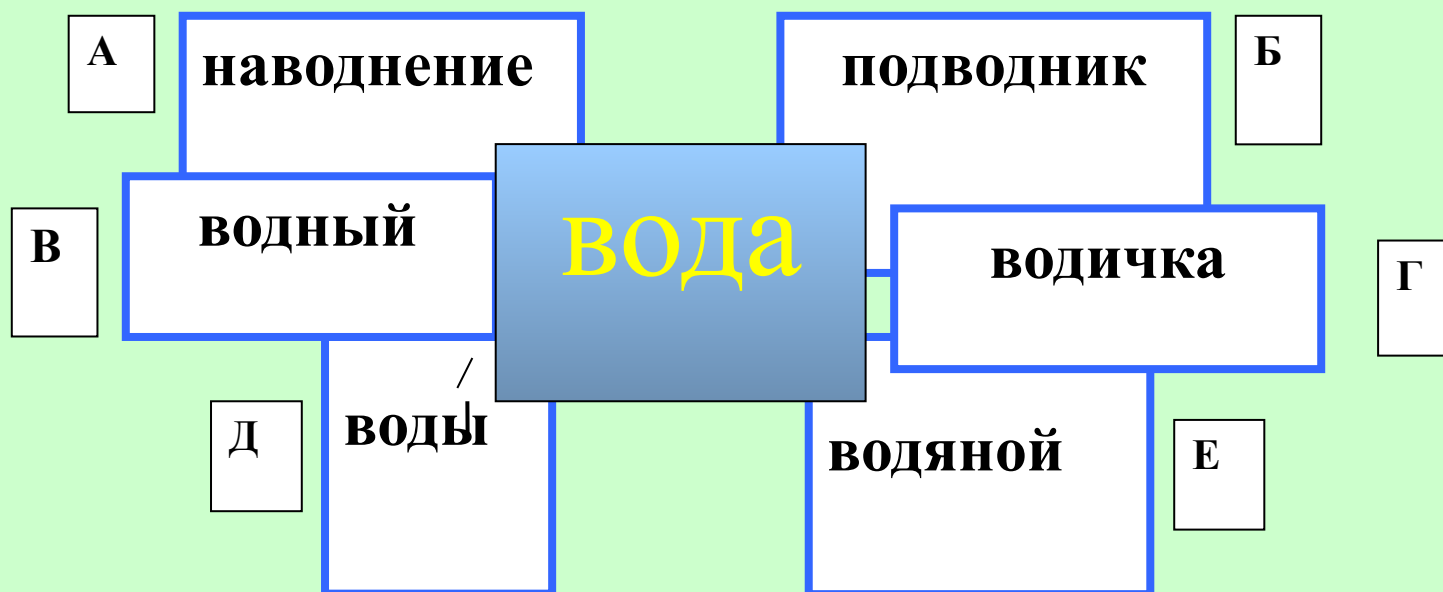 А
наводнение
подводник
Б
В
водный
вода
водичка
Г
Д
воды
водяной
Е